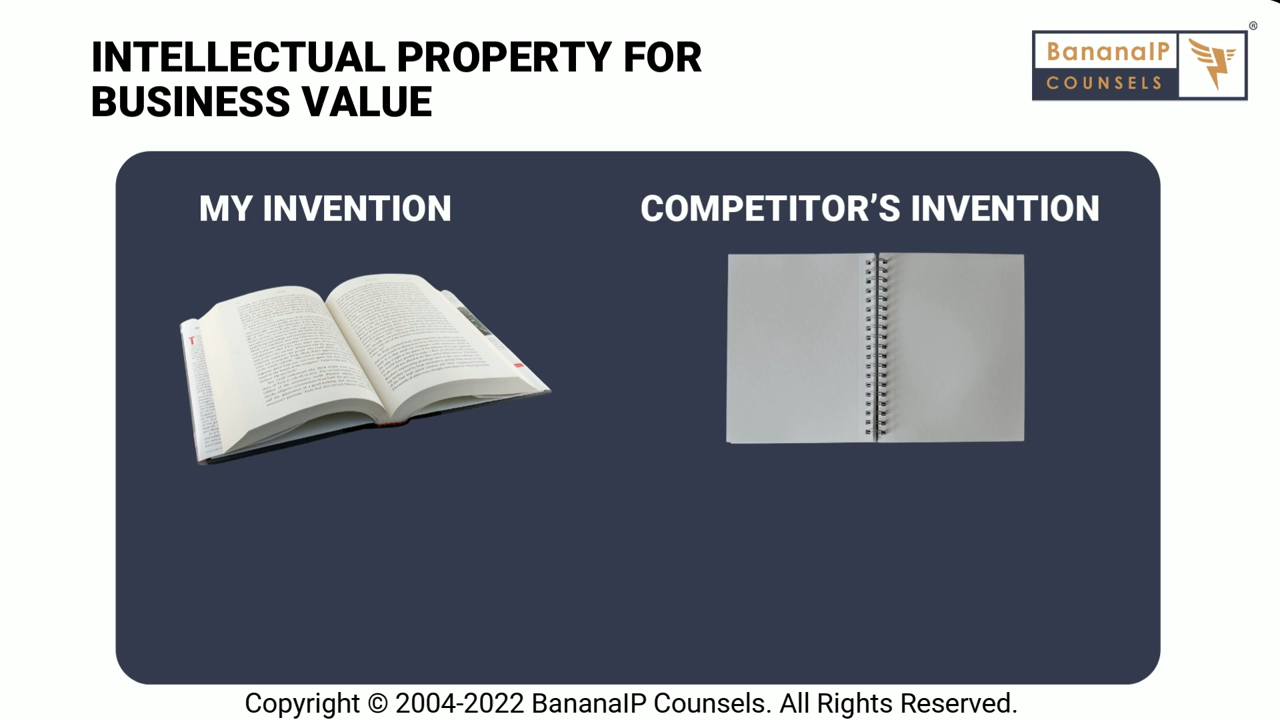 INTELLECTUAL PROPERTY FOR
BUSINESS VALUE
BananaIP
COUNSELS
®
MY INVENTION
COMPETITOR’S INVENTION
T
Copyright © 2004-2022 BananaIP Counsels. All Rights Reserved.